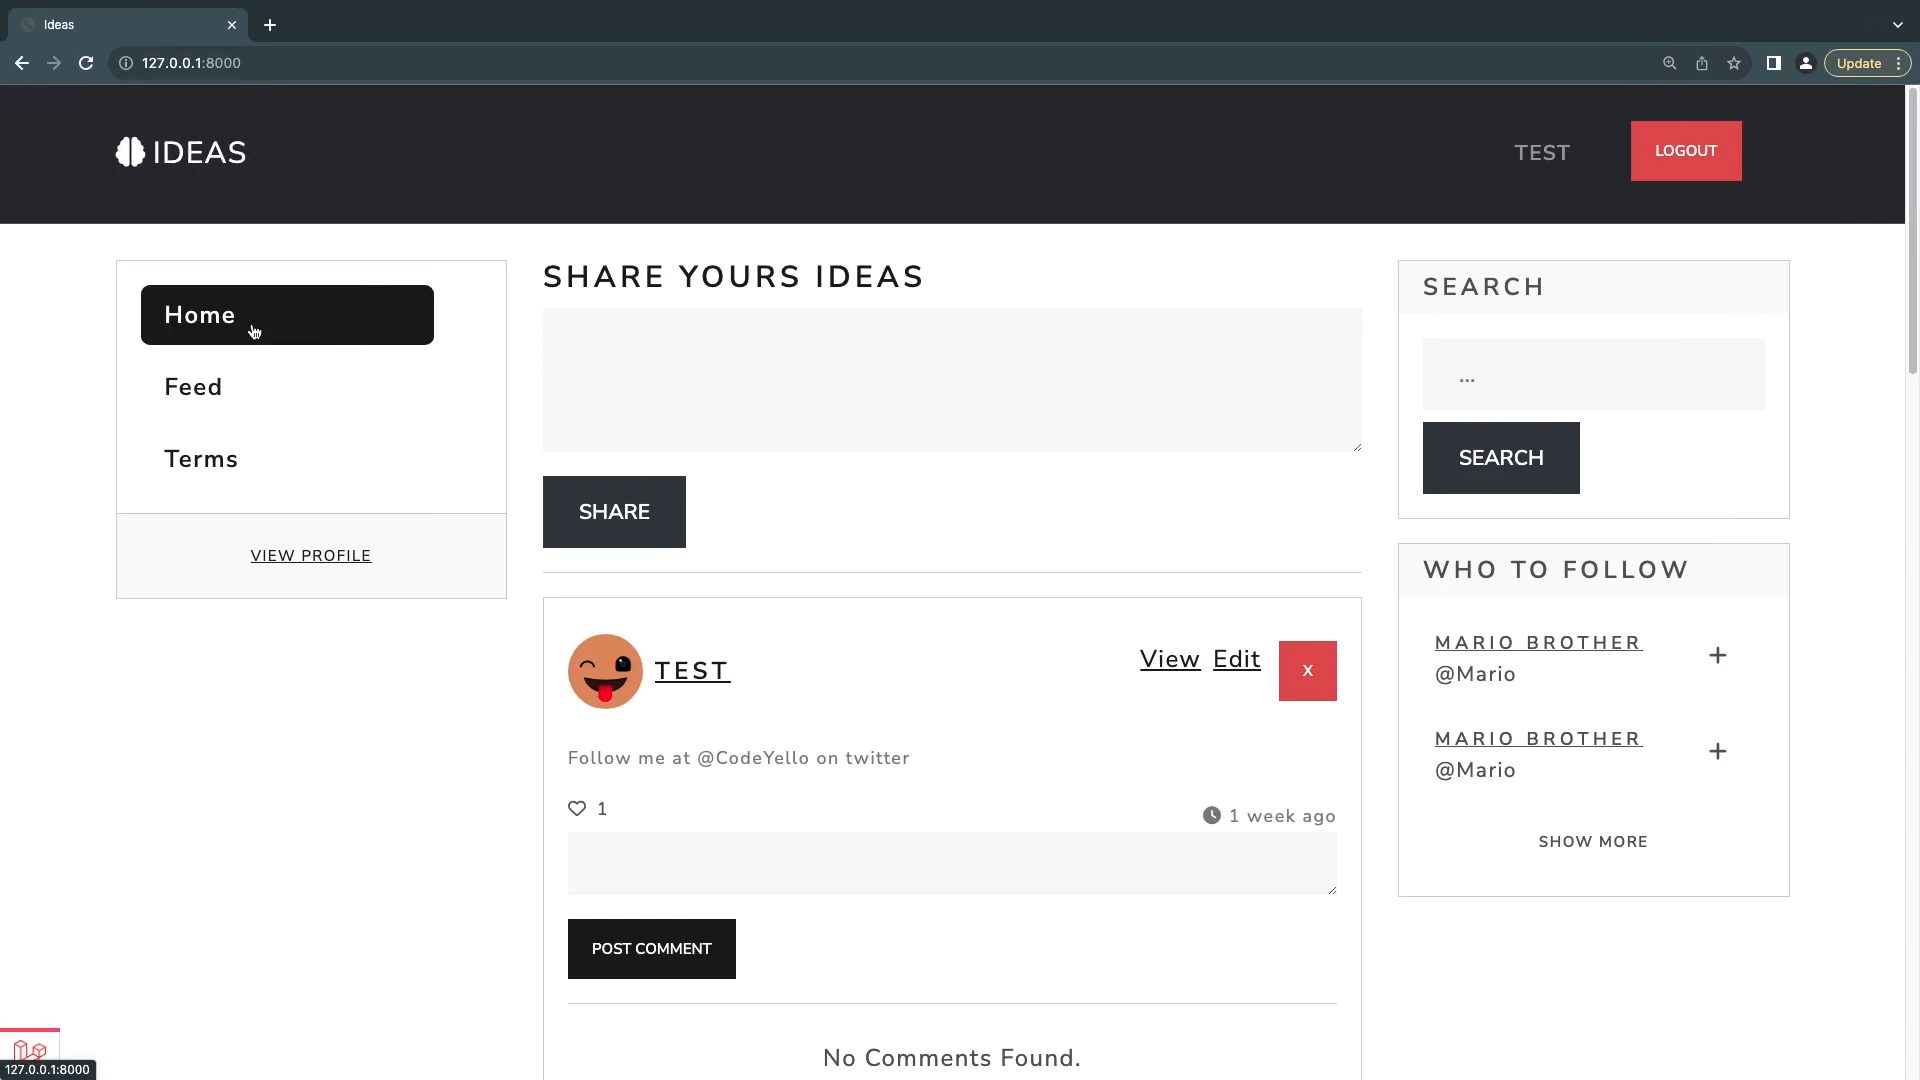 Ideas
127.0.0.1:8000
Update
IDEAS
TEST
LOGOUT
Home
Feed
Terms
VIEW PROFILE
SHARE YOURS IDEAS
SHARE
TEST
View Edit
X
Follow me at @CodeYello on twitter
1
1 week ago
POST COMMENT
No Comments Found.
SEARCH
...
SEARCH
WHO TO FOLLOW
MARIO BROTHER
@Mario
MARIO BROTHER
@Mario
SHOW MORE
127.0.0.1:8000